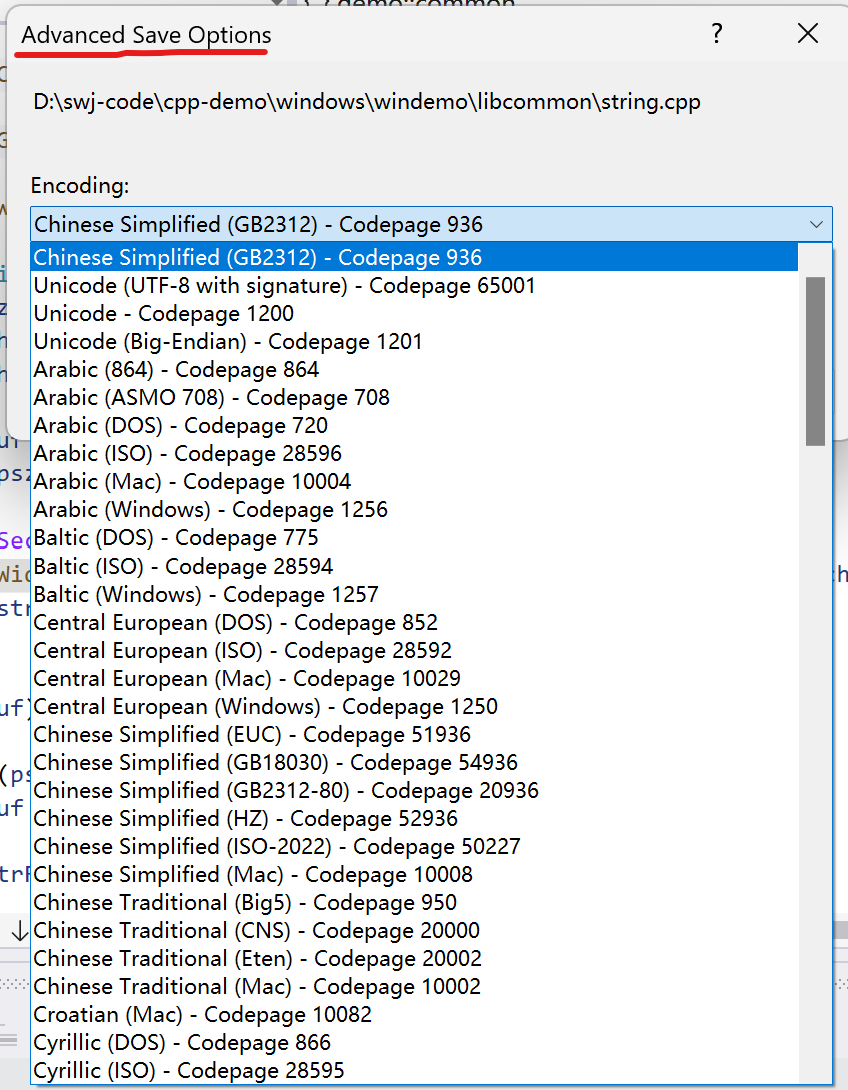 demo::common
Advanced Save Options
?
D:\swj-code\cpp-demo\windows\windemo\libcommon\string.cpp
Encoding:
Chinese Simplified (GB2312) - Codepage 936
Chinese Simplified (GB2312) - Codepage 936
Unicode (UTF-8 with signature) - Codepage 65001
Unicode - Codepage 1200
Unicode (Big-Endian) - Codepage 1201
Arabic (864) - Codepage 864
Arabic (ASMO 708) - Codepage 708
Arabic (DOS) - Codepage 720
Arabic (ISO) - Codepage 28596
Arabic (Mac) - Codepage 10004
Arabic (Windows) - Codepage 1256
Baltic (DOS) - Codepage 775
Baltic (ISO) - Codepage 28594
Baltic (Windows) - Codepage 1257
Central European (DOS) - Codepage 852
Central European (ISO) - Codepage 28592
Central European (Mac) - Codepage 10029
Central European (Windows) - Codepage 1250
Chinese Simplified (EUC) - Codepage 51936
Chinese Simplified (GB18030) - Codepage 54936
Chinese Simplified (GB2312-80) - Codepage 20936
Chinese Simplified (HZ) - Codepage 52936
Chinese Simplified (ISO-2022) - Codepage 50227
Chinese Simplified (Mac) - Codepage 10008
Chinese Traditional (Big5) - Codepage 950
Chinese Traditional (CNS) - Codepage 20000
Chinese Traditional (Eten) - Codepage 20002
Chinese Traditional (Mac) - Codepage 10002
Croatian (Mac) - Codepage 10082
Cyrillic (DOS) - Codepage 866
Cyrillic (ISO) - Codepage 28595